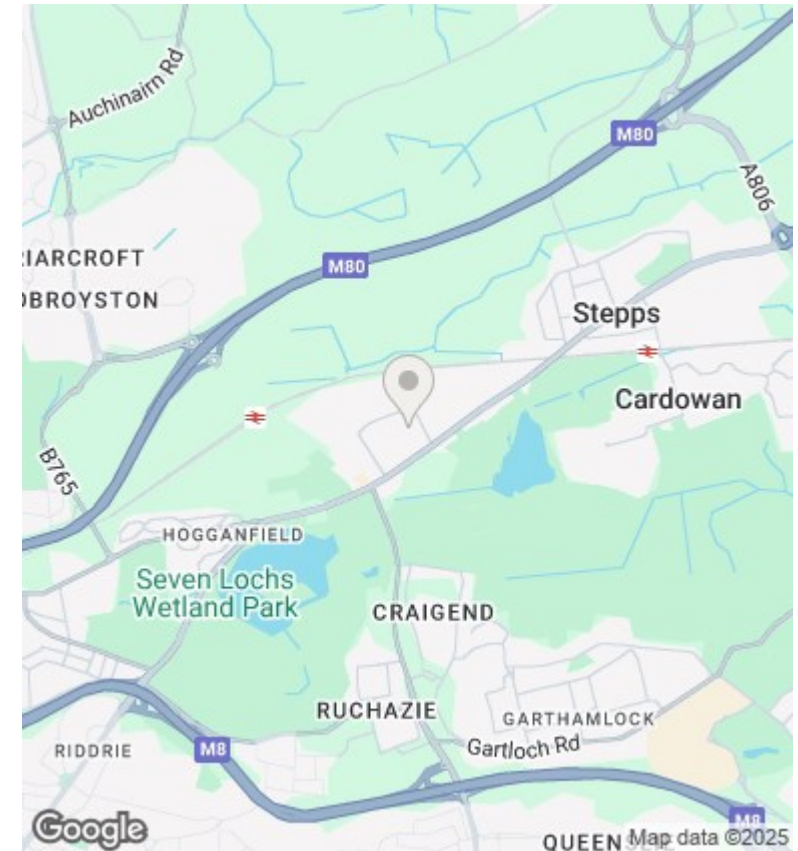 Auchinairn Rd
M80
A806
IARCROFT
OBROYSTON
M80
Stepps
Cardowan
B765
HOGGANFIELD
Seven Lochs
Wetland Park
CRAIGEND
RUCHAZIE
GARTHAMLOCK
Gartloch Rd
RIDDRIE
M8
M8
Google
QUEEN
Map data ©2025